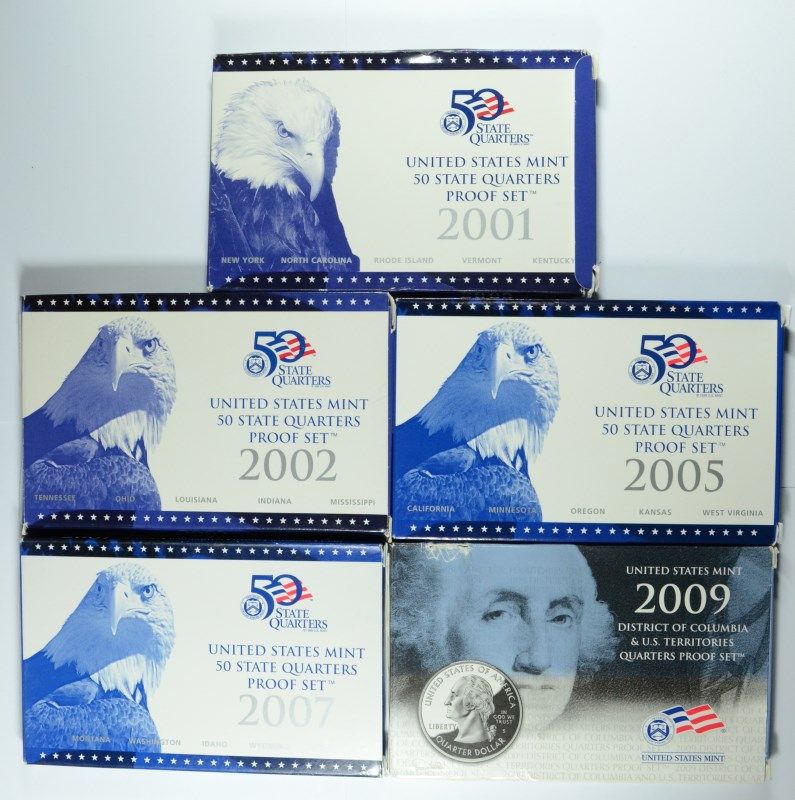 50
STATE
QUARTERS™
UNITED STATES MINT
50 STATE QUARTERS
PROOF SET™
2001
NEW YORK NORTH CAROLINA RHODE ISLAND VERMONT KENTUCKY
50
STATE
QUARTERS
UNITED STATES MINT
50 STATE QUARTERS
PROOF SET™
2002
TENNESSEE OHIO LOUISIANA INDIANA MISSISSIPPI
50
STATE
QUARTERS
UNITED STATES MINT
50 STATE QUARTERS
PROOF SET™
2005
CALIFORNIA MINNESOTA OREGON KANSAS WEST VIRGINIA
50
STATE
QUARTERS
UNITED STATES MINT
50 STATE QUARTERS
PROOF SET™
2007
MONTANA WASHINGTON IDAHO WYOMING
UNITED STATES MINT
2009
DISTRICT OF COLUMBIA
& U.S. TERRITORIES
QUARTERS PROOF SET™
UNITED STATES OF AMERICA
LIBERTY
IN
GOD WE
TRUST
S
QUARTER DOLLAR
UNITED STATES MINT